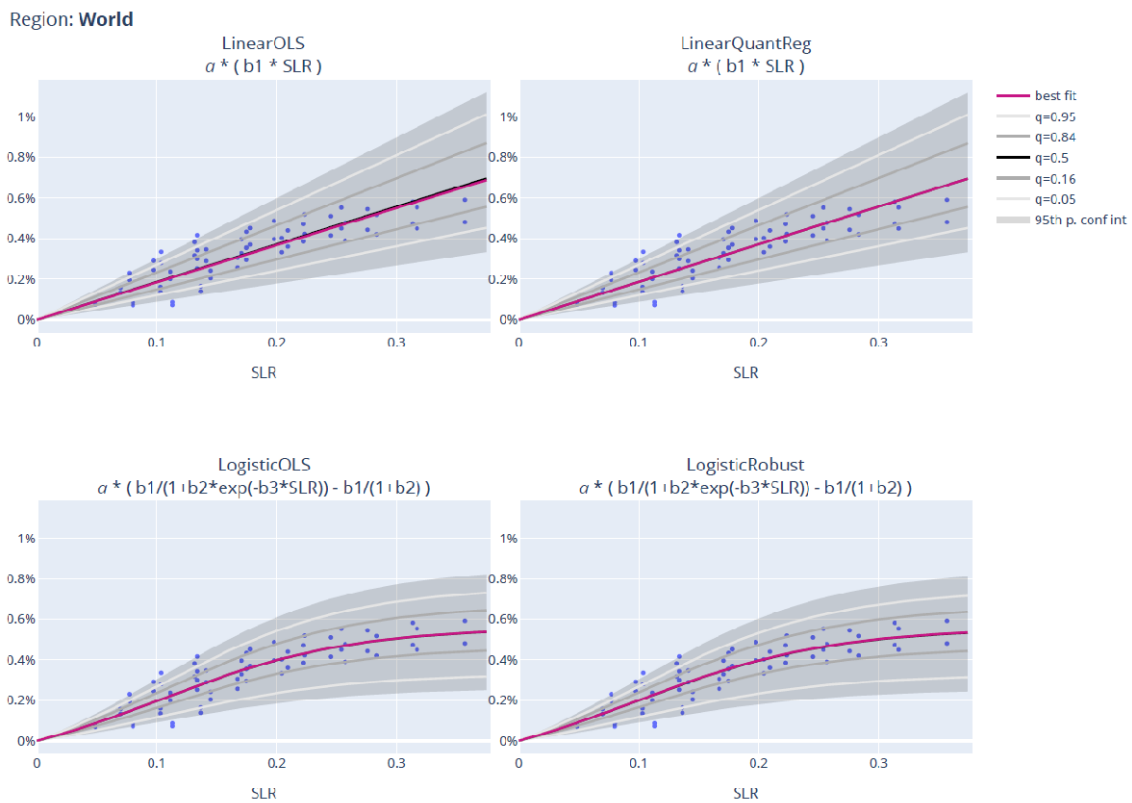 Region: World
LinearOLS
α * ( b1 * SLR )
1%
0.8%
0.6%
0.4%
0.2%
0%
0
0.1
0.2
0.3
SLR
LinearQuantReg
α * ( b1 * SLR )
1%
0.8%
0.6%
0.4%
0.2%
0%
0
0.1
0.2
0.3
SLR
best fit
q=0.95
q=0.84
q=0.5
q=0.16
q=0.05
95th p. conf int
LogisticOLS
α * ( b1/(1+b2*exp(-b3*SLR)) - b1/(1+b2) )
1%
0.8%
0.6%
0.4%
0.2%
0%
0
0.1
0.2
0.3
SLR
LogisticRobust
α * ( b1/(1+b2*exp(-b3*SLR)) - b1/(1+b2) )
1%
0.8%
0.6%
0.4%
0.2%
0%
0
0.1
0.2
0.3
SLR